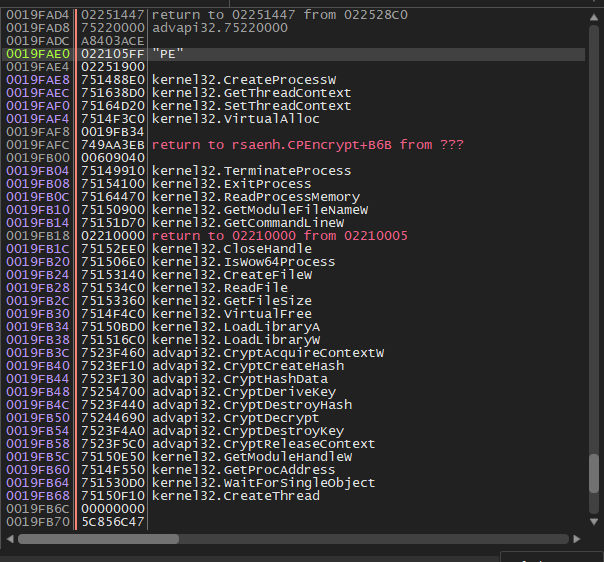 0019FAD4 02251447 return to 02251447 from 022528C0
0019FAD8 75220000 advapi32.75220000
0019FADC A8403ACE
0019FAE0 022105FF "PE"
0019FAE4 02251900
0019FAE8 751488E0 kernel32.CreateProcessW
0019FAEC 751638D0 kernel32.GetThreadContext
0019FAF0 75164D20 kernel32.SetThreadContext
0019FAF4 7514F3C0 kernel32.VirtualAlloc
0019FAF8 0019FB34
0019FAFC 749AA3EB return to rsaenh.CPEncrypt+B6B from ???
0019FB00 00609040
0019FB04 75149910 kernel32.TerminateProcess
0019FB08 75154100 kernel32.ExitProcess
0019FB0C 75164470 kernel32.ReadProcessMemory
0019FB10 75150900 kernel32.GetModuleFileNameW
0019FB14 75151D70 kernel32.GetCommandLineW
0019FB18 02210000 return to 02210000 from 02210005
0019FB1C 75152EE0 kernel32.CloseHandle
0019FB20 751506E0 kernel32.IsWow64Process
0019FB24 75153140 kernel32.CreateFileW
0019FB28 751534C0 kernel32.ReadFile
0019FB2C 75153360 kernel32.GetFileSize
0019FB30 7514F4C0 kernel32.VirtualFree
0019FB34 75150BD0 kernel32.LoadLibraryA
0019FB38 751516C0 kernel32.LoadLibraryW
0019FB3C 7523F460 advapi32.CryptAcquireContextW
0019FB40 7523EF10 advapi32.CryptCreateHash
0019FB44 7523F130 advapi32.CryptHashData
0019FB48 75254700 advapi32.CryptDeriveKey
0019FB4C 7523F440 advapi32.CryptDestroyHash
0019FB50 75244690 advapi32.CryptDecrypt
0019FB54 7523F4A0 advapi32.CryptDestroyKey
0019FB58 7523F5C0 advapi32.CryptReleaseContext
0019FB5C 75150E50 kernel32.GetModuleHandleW
0019FB60 7514F550 kernel32.GetProcAddress
0019FB64 751530D0 kernel32.WaitForSingleObject
0019FB68 75150F10 kernel32.CreateThread
0019FB6C 00000000
0019FB70 5C856C47